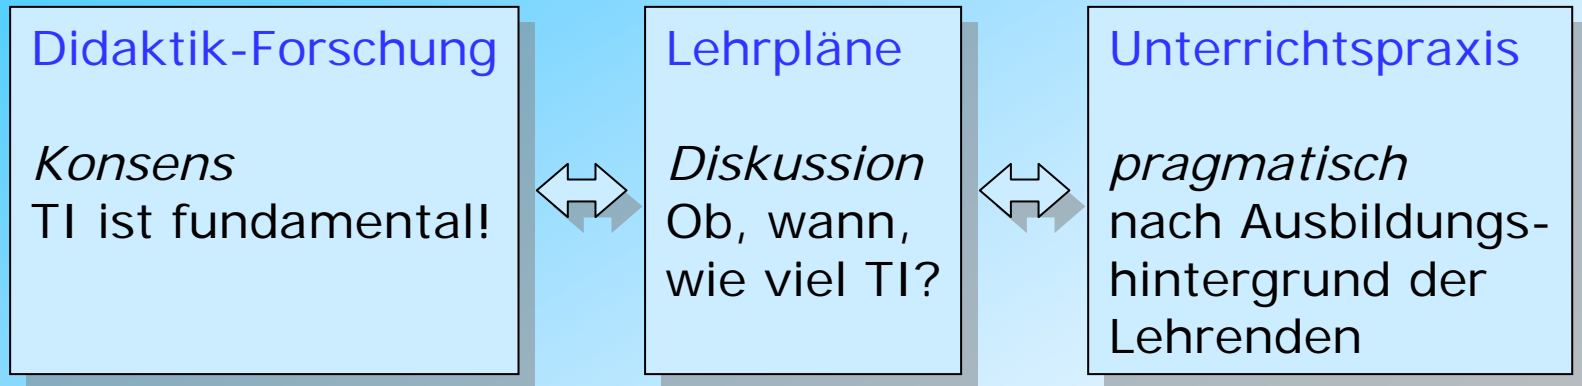 Didaktik-Forschung
Konsens
TI ist fundamental!
Lehrpläne
Diskussion
Ob, wann,
wie viel TI?
Unterrichtspraxis
pragmatisch
nach Ausbildungs-
hintergrund der
Lehrenden